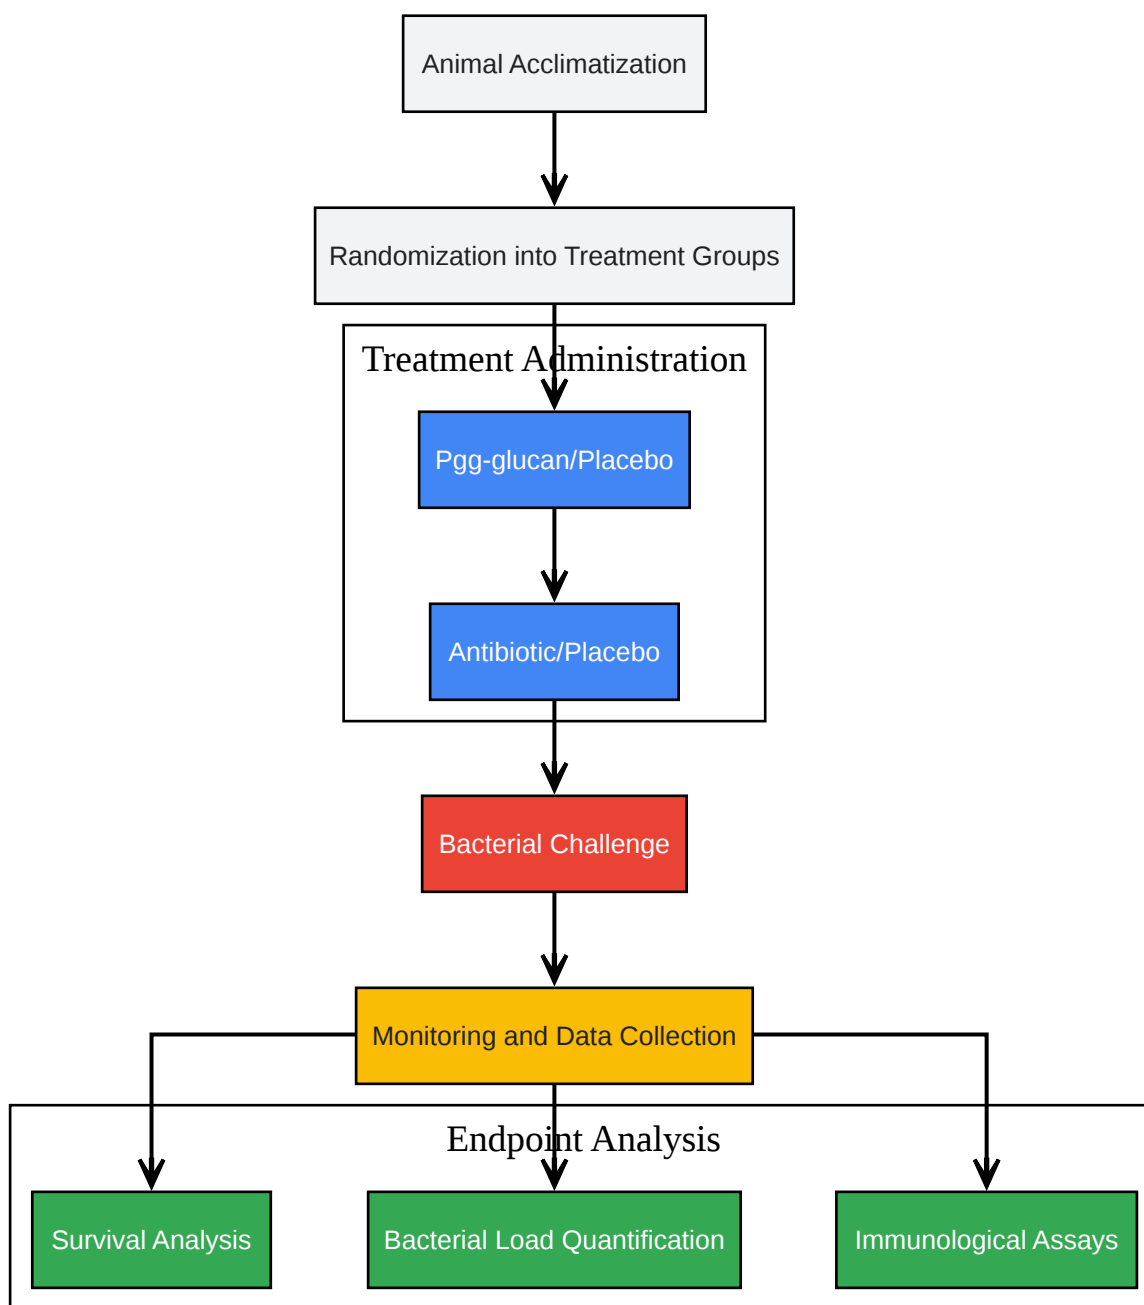 Animal Acclimatization
Randomization into Treatment Groups
Treatment Administration
Pgg-glucan/Placebo
Antibiotic/Placebo
Bacterial Challenge
Monitoring and Data Collection
Endpoint Analysis
Survival Analysis
Bacterial Load Quantification
Immunological Assays